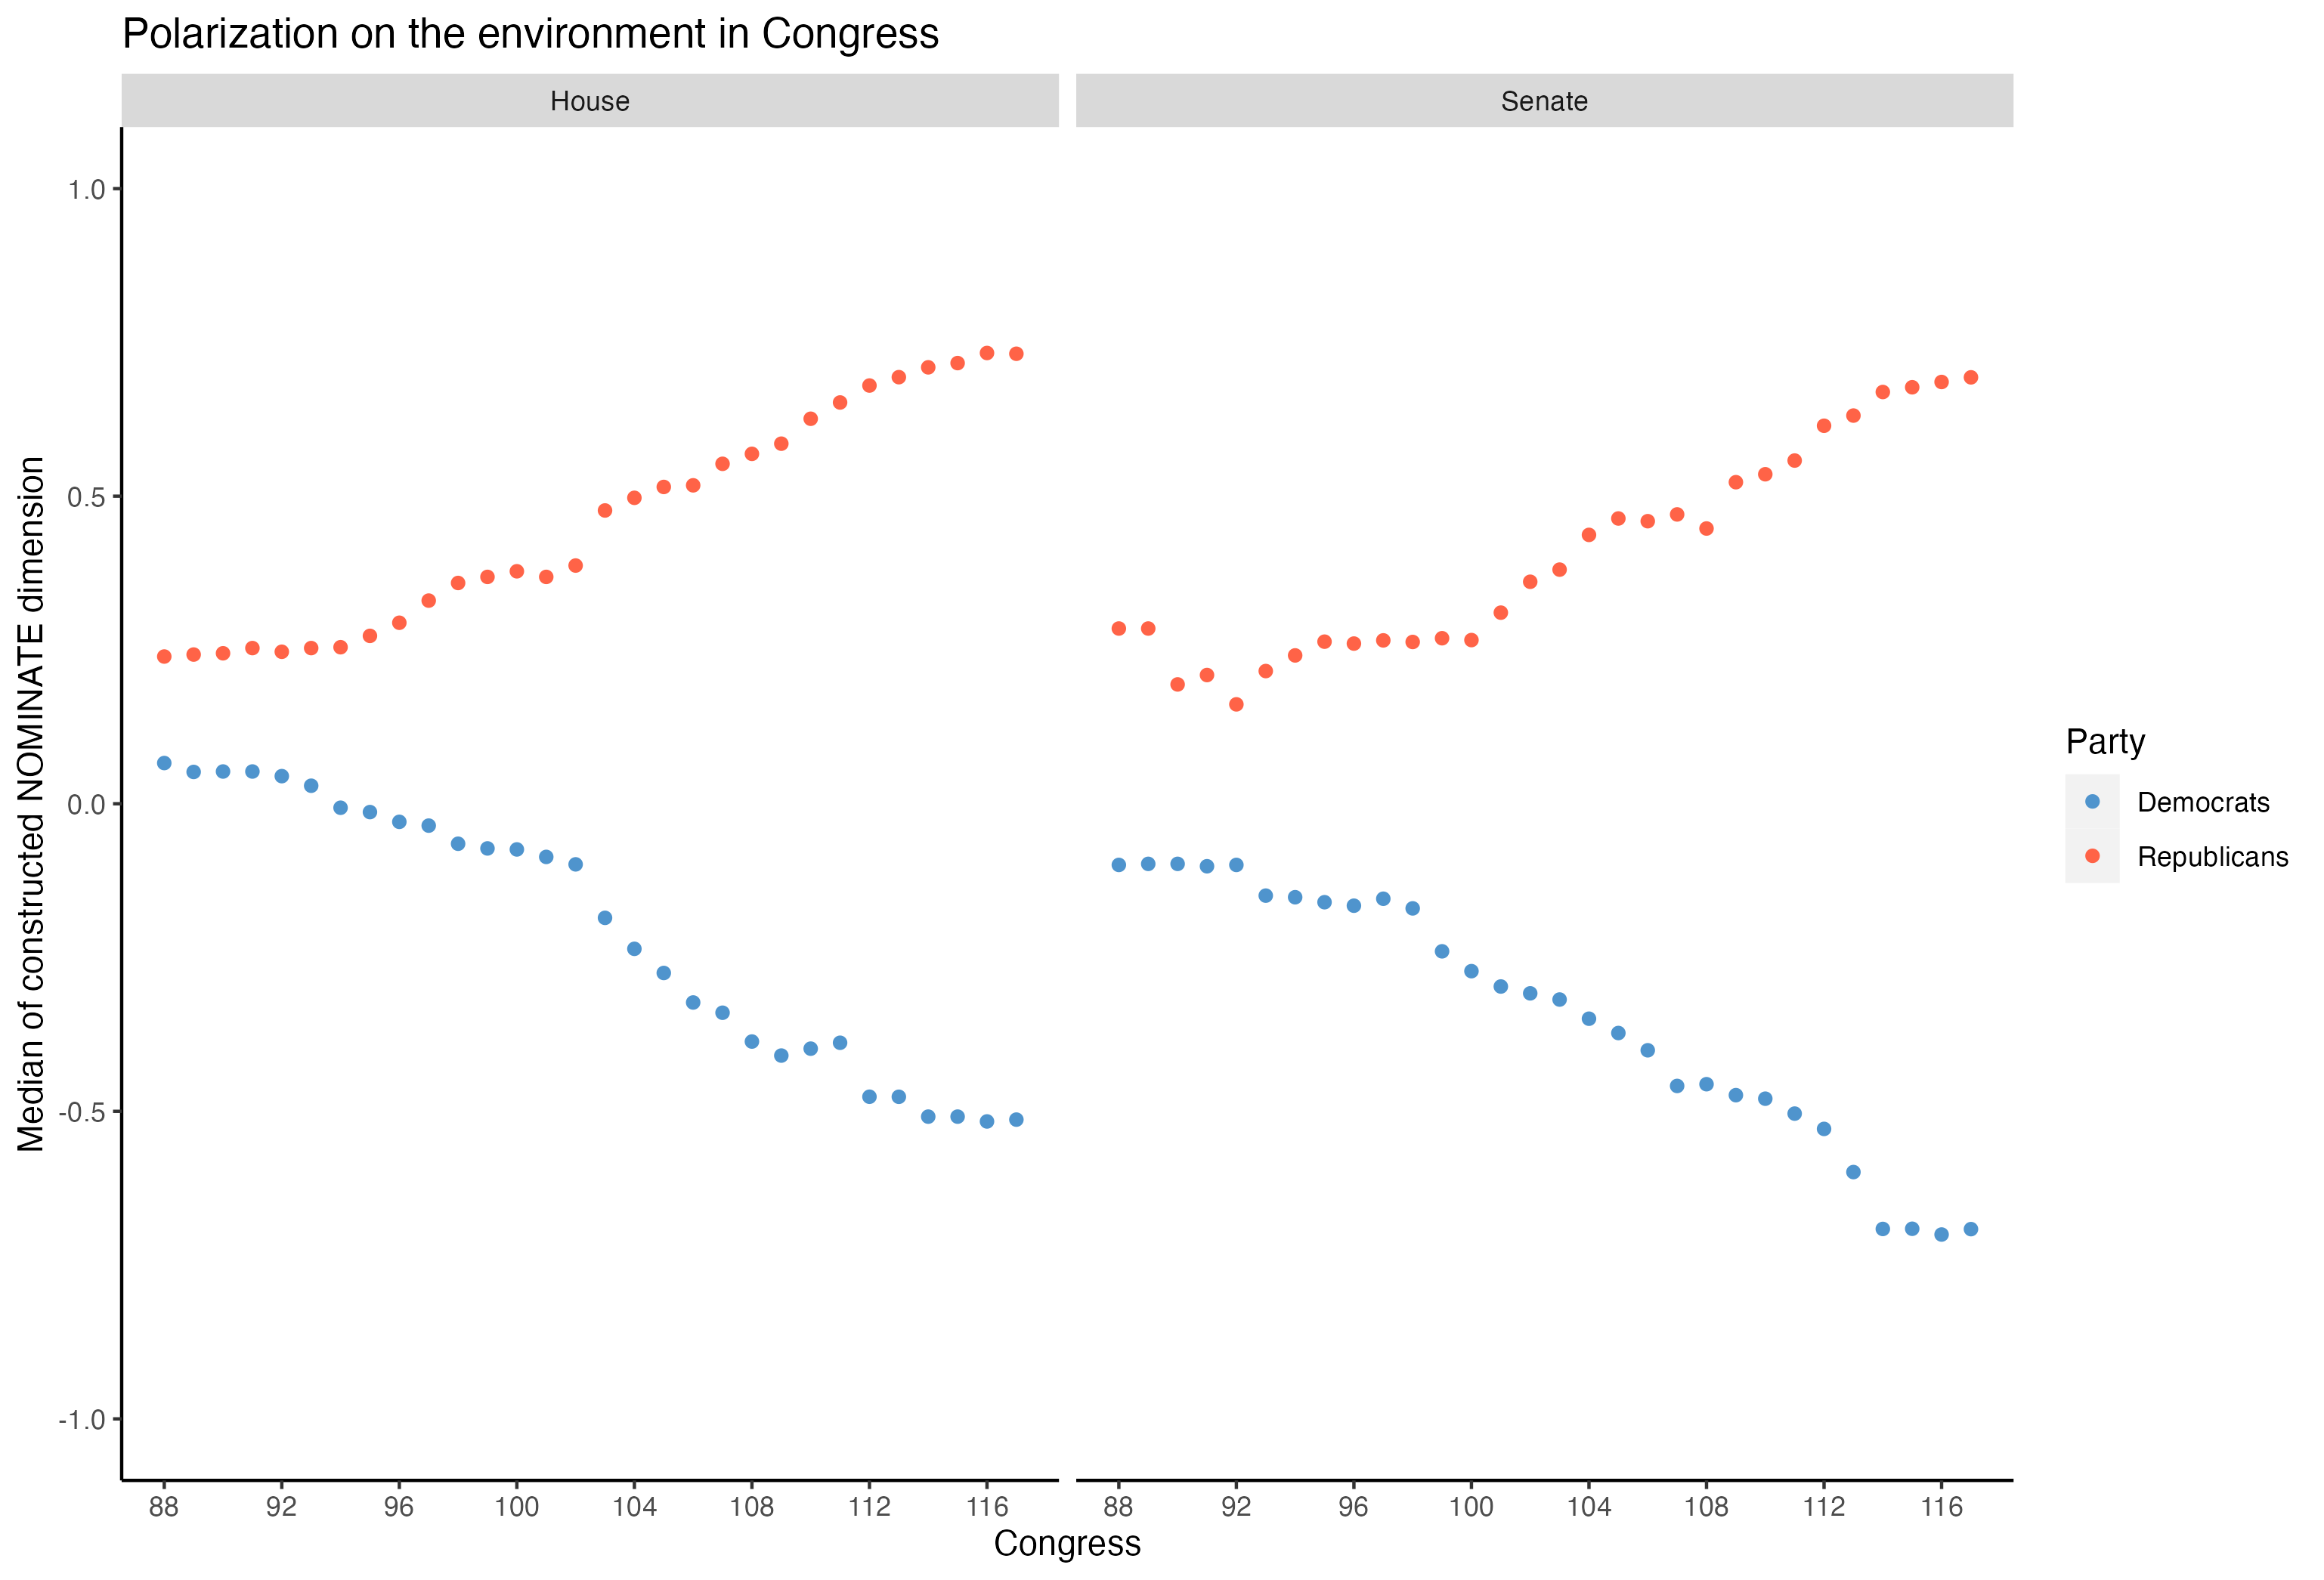 Polarization on the environment in Congress
House
Senate
Median of constructed NOMINATE dimension
1.0
0.5
0.0
-0.5
-1.0
88 92 96 100 104 108 112 116
88 92 96 100 104 108 112 116
Congress
Party
Democrats
Republicans